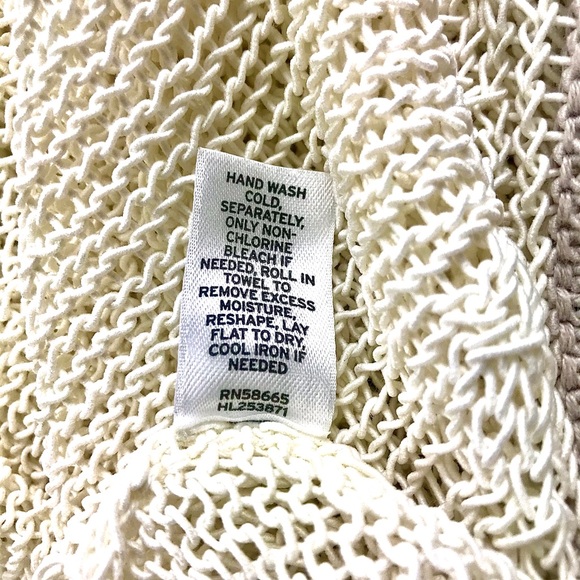 HAND WASH
COLD,
SEPARATELY,
ONLY NON-
CHLORINE
BLEACH IF
NEEDED, ROLL IN
TOWEL TO
REMOVE EXCESS
MOISTURE,
RESHAPE, LAY
FLAT TO DRY,
COOL IRON IF
NEEDED
RN58665
HL253871